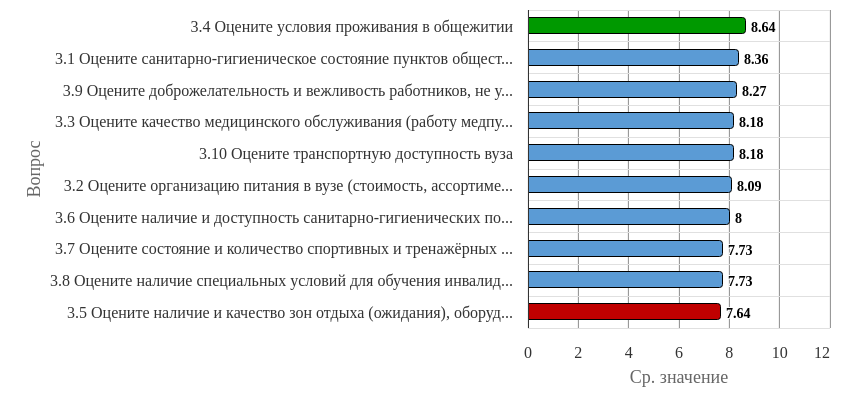 3.4 Оцените условия проживания в общежитии 8.64
3.1 Оцените санитарно-гигиеническое состояние пунктов общест... 8.36
3.9 Оцените доброжелательность и вежливость работников, не у... 8.27
3.3 Оцените качество медицинского обслуживания (работу медпу... 8.18
3.10 Оцените транспортную доступность вуза 8.18
3.2 Оцените организацию питания в вузе (стоимость, ассортиме... 8.09
3.6 Оцените наличие и доступность санитарно-гигиенических по... 8
3.7 Оцените состояние и количество спортивных и тренажёрных ... 7.73
3.8 Оцените наличие специальных условий для обучения инвалид... 7.73
3.5 Оцените наличие и качество зон отдыха (ожидания), оборуд... 7.64
Вопрос
0 2 4 6 8 10 12
Ср. значение